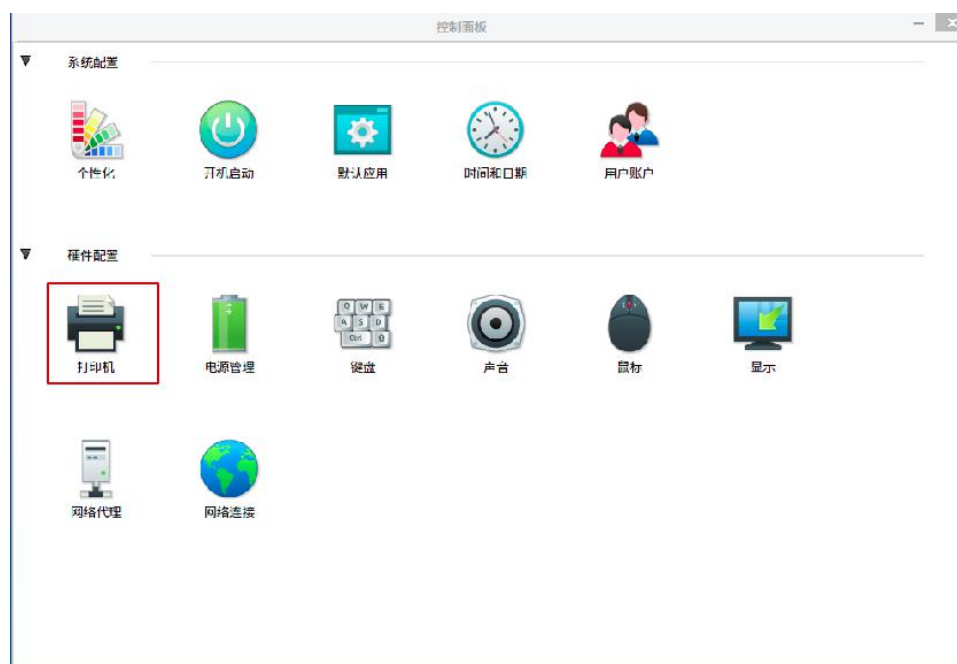 控制面板
系统配置
个性化
开机启动
默认应用
时间和日期
用户账户
硬件配置
打印机
电源管理
键盘
声音
鼠标
显示
Q W E
A S D
Ctrl
网络代理
网络连接